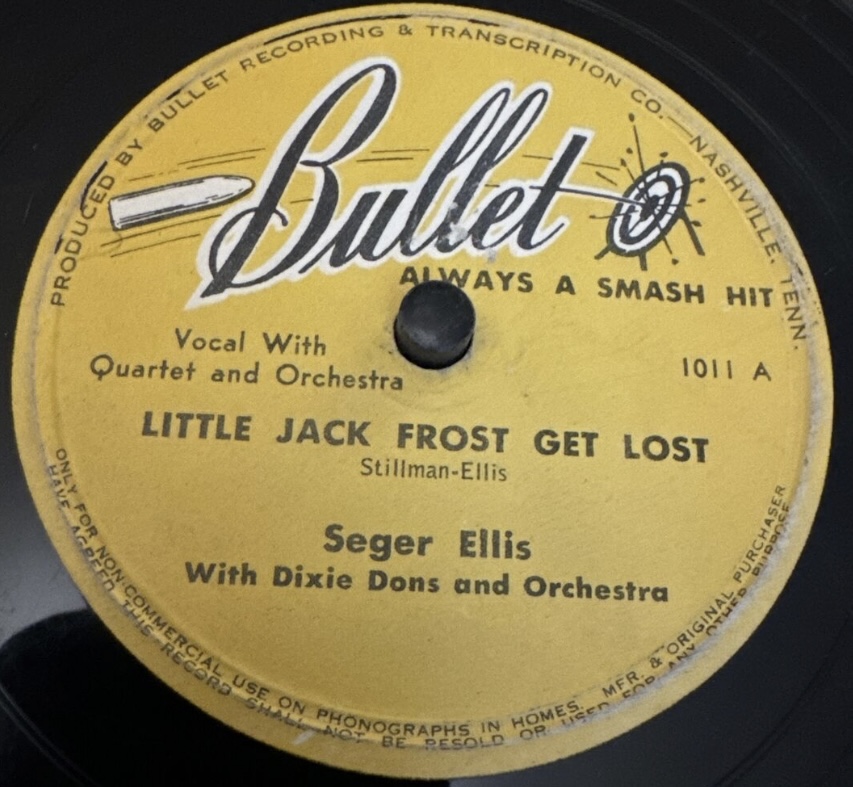 PRODUCED BY BULLET RECORDING & TRANSCRIPTION CO. — NASHVILLE, TENN.
Bullet
ALWAYS A SMASH HIT
Vocal With
Quartet and Orchestra
1011 A
LITTLE JACK FROST GET LOST
Stillman-Ellis
Seger Ellis
With Dixie Dons and Orchestra
ONLY FOR NON-COMMERCIAL USE ON PHONOGRAPHS IN HOMES. MFR. & ORIGINAL PURCHASER
HAVE AGREED THIS RECORD SHALL NOT BE RESOLD OR USED FOR ANY OTHER PURPOSE